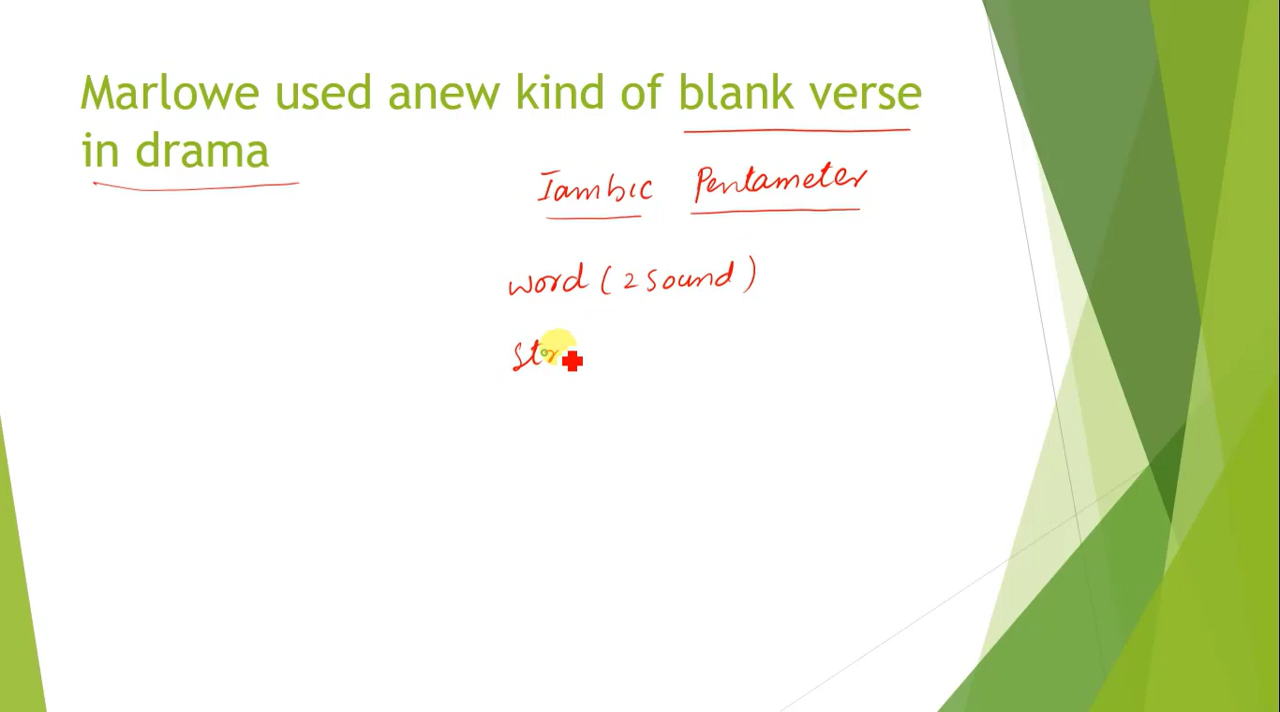 Marlowe used anew kind of blank verse
in drama
Iambic Pentameter
word (2 sound)